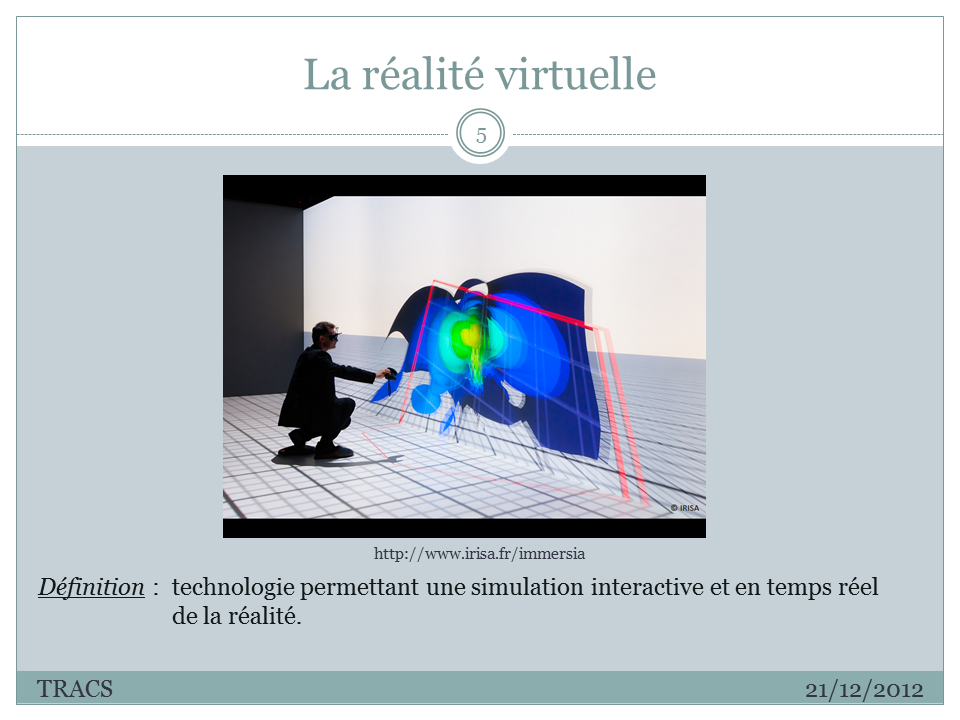 La réalité virtuelle
5
© IRISA
http://www.irisa.fr/immersia
Définition : technologie permettant une simulation interactive et en temps réel
de la réalité.
TRACS 21/12/2012